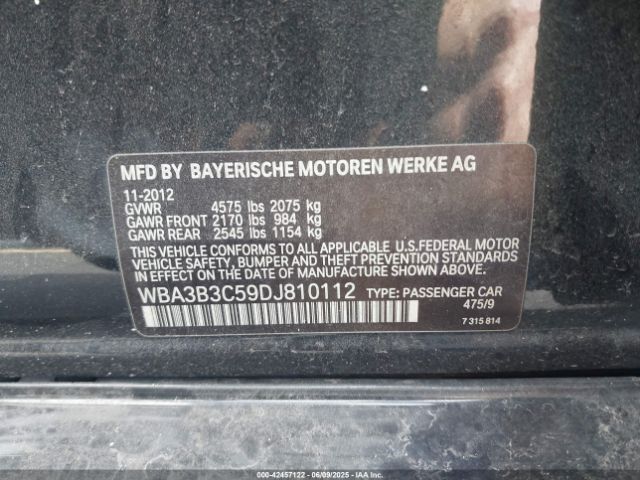 MFD BY BAYERISCHE MOTOREN WERKE AG
11-2012
GVWR 4575 lbs 2075 kg
GAWR FRONT 2170 lbs 984 kg
GAWR REAR 2545 lbs 1154 kg
THIS VEHICLE CONFORMS TO ALL APPLICABLE U.S.FEDERAL MOTOR
VEHICLE SAFETY, BUMPER, AND THEFT PREVENTION STANDARDS
IN EFFECT ON THE DATE OF MANUFACTURE SHOWN ABOVE.
WBA3B3C59DJ810112 TYPE: PASSENGER CAR
475/9
7 315 814
000-42457122 - 06/09/2025 - IAAI Inc.